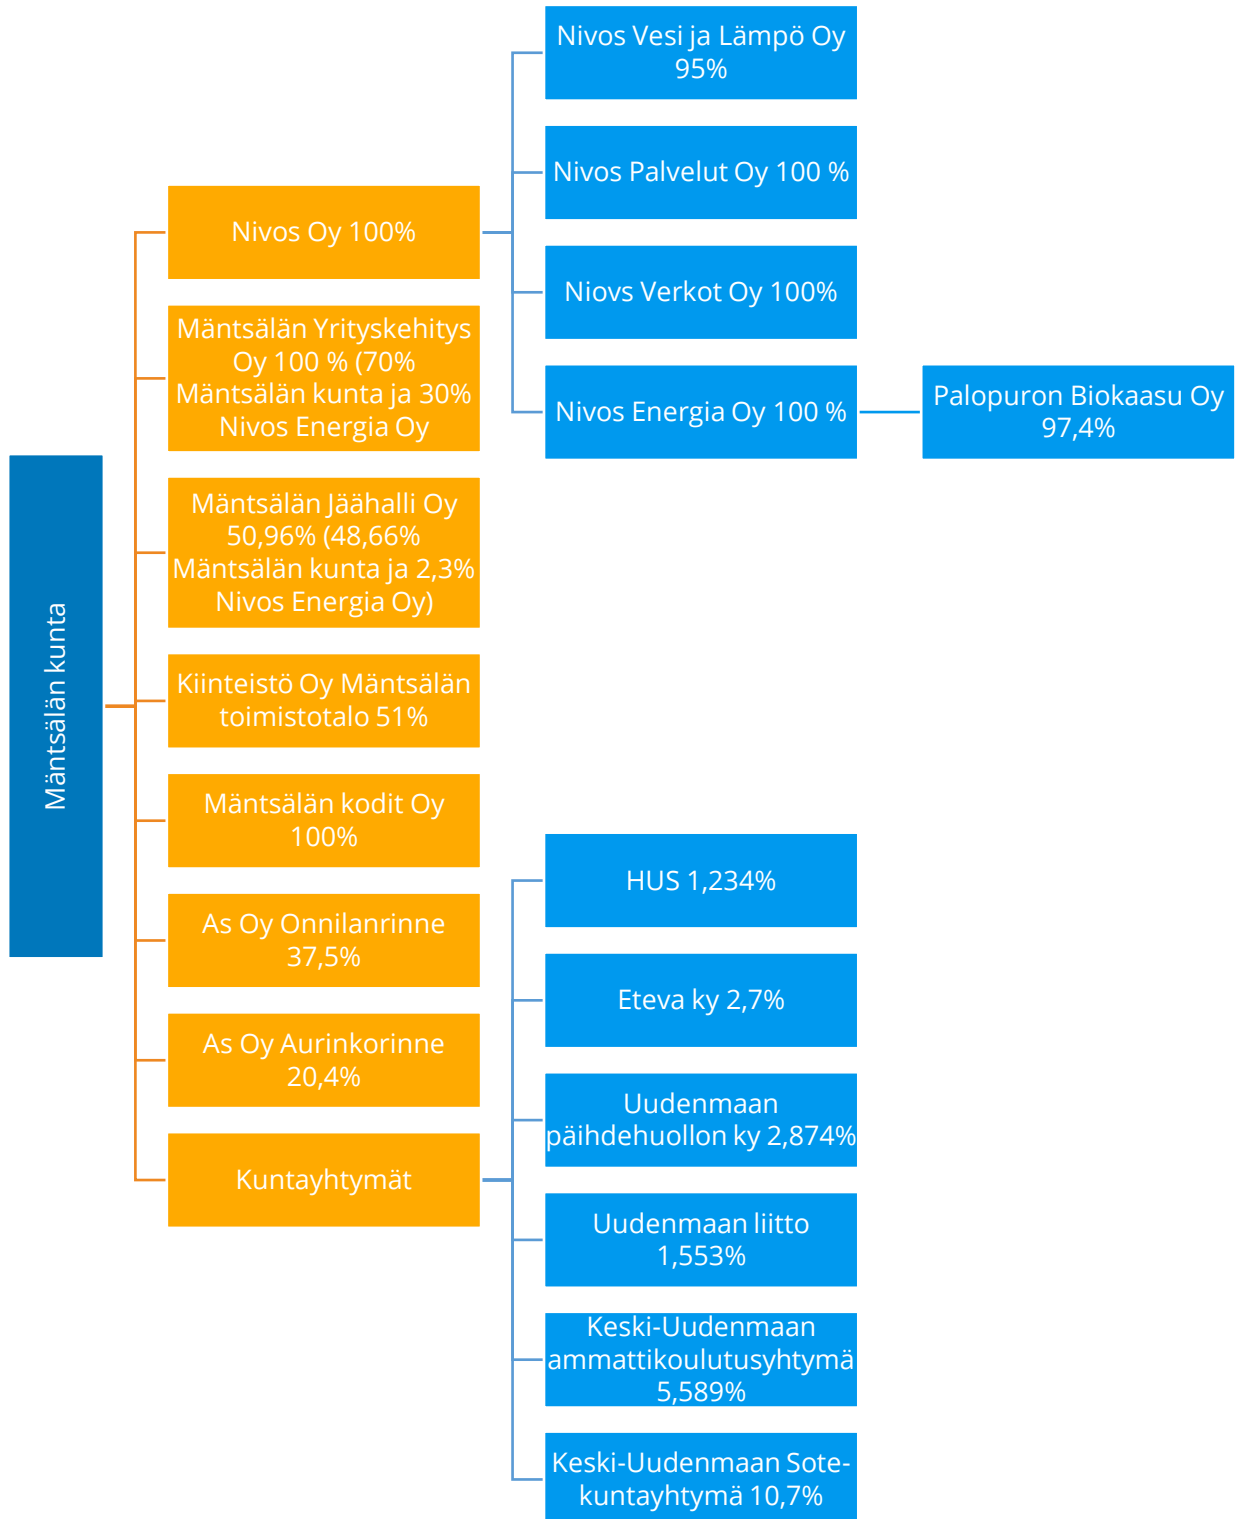 Mäntsälän kunta
Nivos Oy 100%
Mäntsälän Yrityskehitys
Oy 100 % (70%
Mäntsälän kunta ja 30%
Nivos Energia Oy
Mäntsälän Jäähalli Oy
50,96% (48,66%
Mäntsälän kunta ja 2,3%
Nivos Energia Oy)
Kiinteistö Oy Mäntsälän
toimistotalo 51%
Mäntsälän kodit Oy
100%
As Oy Onnilanrinne
37,5%
As Oy Aurinkorinne
20,4%
Kuntayhtymät
Nivos Vesi ja Lämpö Oy
95%
Nivos Palvelut Oy 100 %
Niovs Verkot Oy 100%
Nivos Energia Oy 100 %
Palopuron Biokaasu Oy
97,4%
HUS 1,234%
Eteva ky 2,7%
Uudenmaan
päihdehuollon ky 2,874%
Uudenmaan liitto
1,553%
Keski-Uudenmaan
ammattikoulutusyhtymä
5,589%
Keski-Uudenmaan Sote-
kuntayhtymä 10,7%